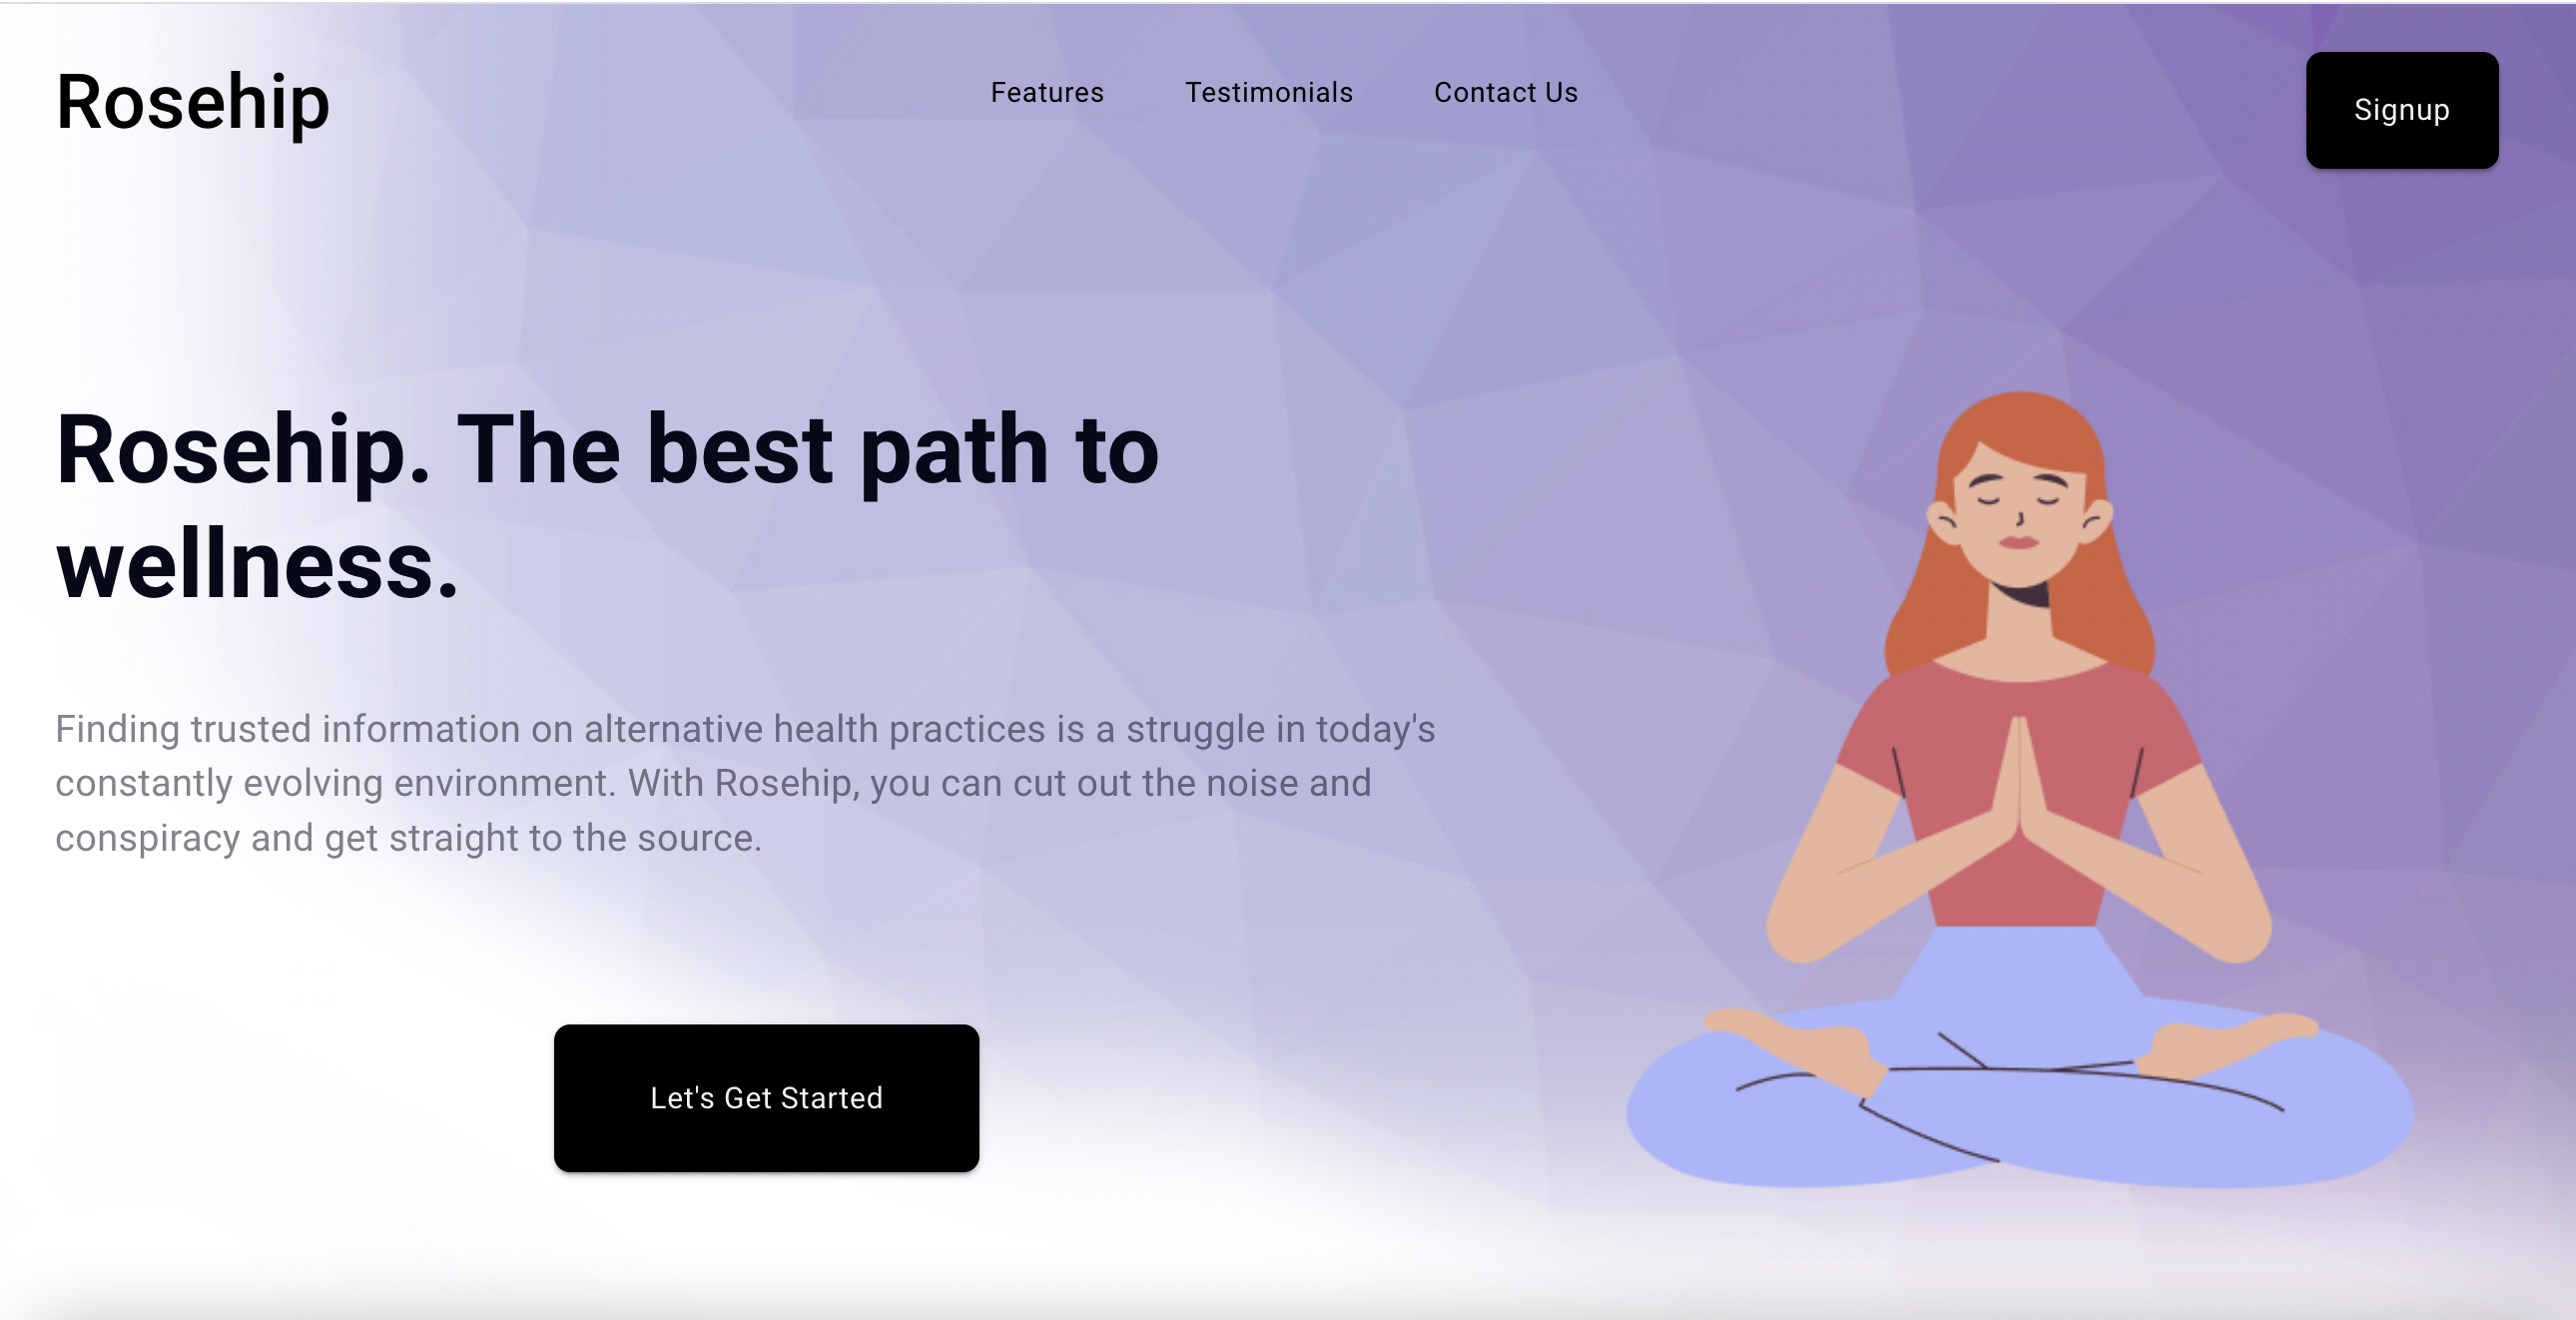 Rosehip
Features
Testimonials
Contact Us
Signup
Rosehip. The best path to
wellness.
Finding trusted information on alternative health practices is a struggle in today's
constantly evolving environment. With Rosehip, you can cut out the noise and
conspiracy and get straight to the source.
Let's Get Started